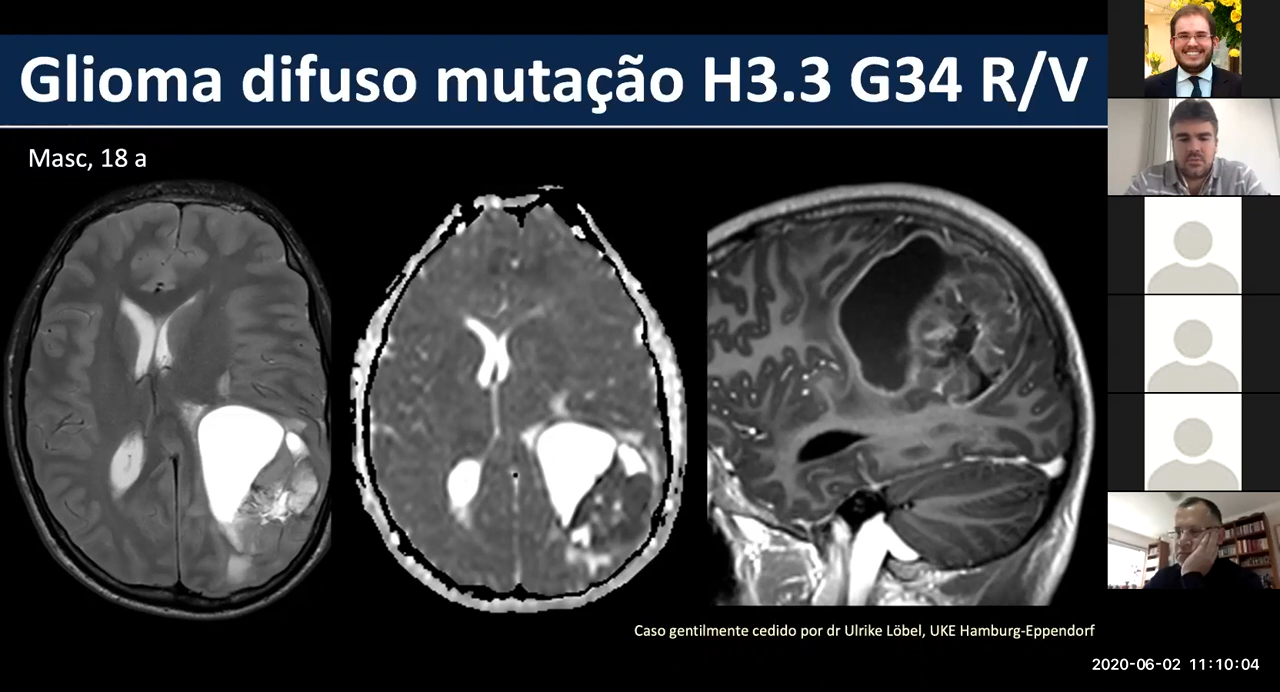 Glioma difuso mutação H3.3 G34 R/V
Masc, 18 a
Caso gentilmente cedido por dr Ulrike Löbel, UKE Hamburg-Eppendorf
2020-06-02 11:10:04